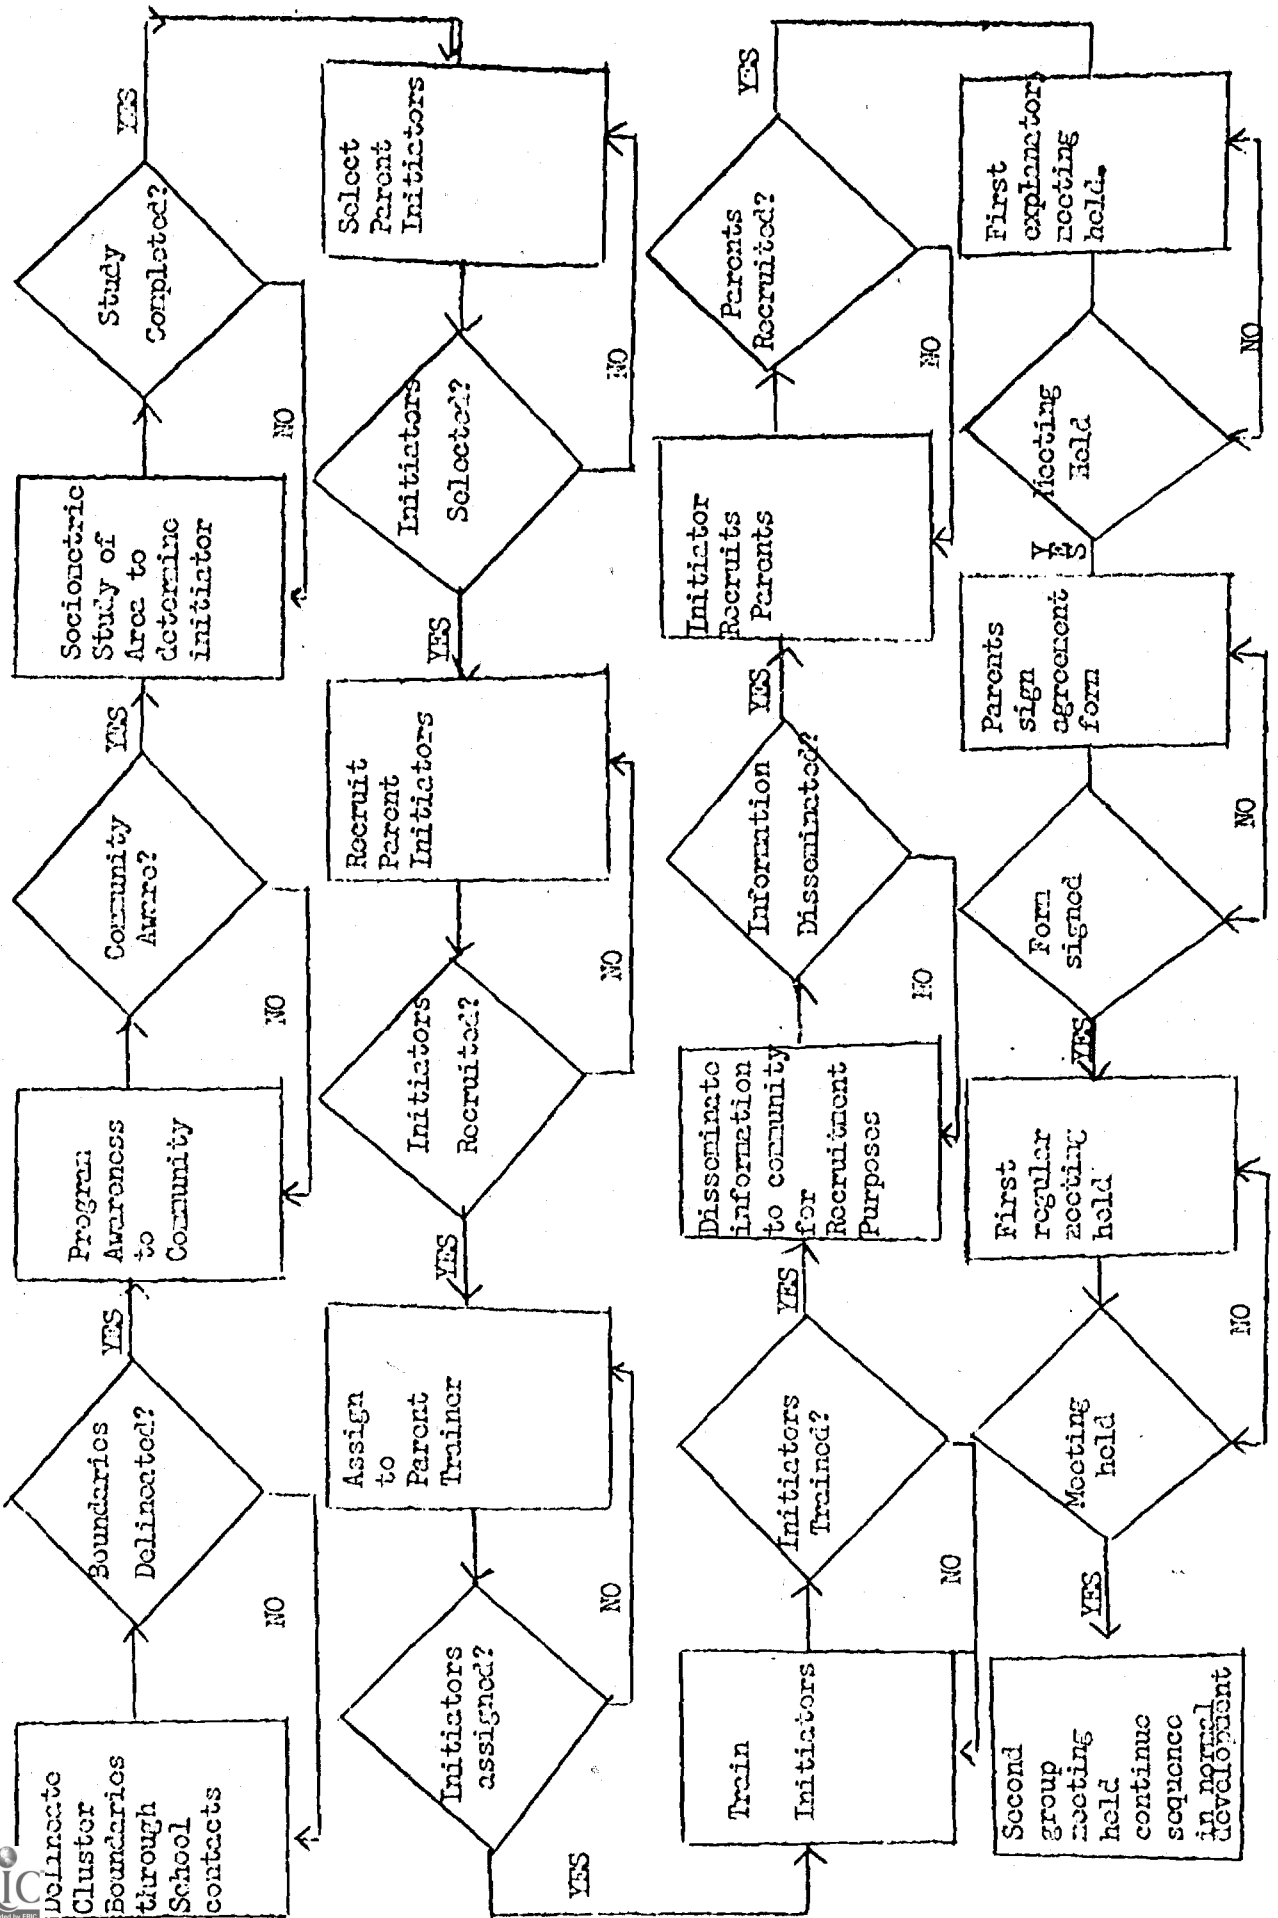 Delineate
Cluster
Boundaries
through
School
contacts
NO
Boundaries
Delineated?
YES
Program
Awareness
to
Community
NO
Community
Aware?
YES
Sociometric
Study of
Area to
determine
initiator
NO
Study
Completed?
YES
Select
Parent
Initiators
NO
Initiators
Selected?
YES
Recruit
Parent
Initiators
NO
Initiators
Recruited?
YES
Assign
to
Parent
Trainer
NO
Initiators
assigned?
YES
Train
Initiators
NO
Initiators
Trained?
YES
Disseminate
information
to community
for
Recruitment
Purposes
NO
Information
Disseminated?
YES
Initiator
Recruits
Parents
NO
Parents
Recruited?
YES
First
explanatory
meeting
held.
NO
Meeting
Held
YES
Parents
sign
agreement
form
NO
Form
signed
YES
First
regular
meeting
held
NO
Meeting
held
YES
Second
group
meeting
held
continue
sequence
in normal
development